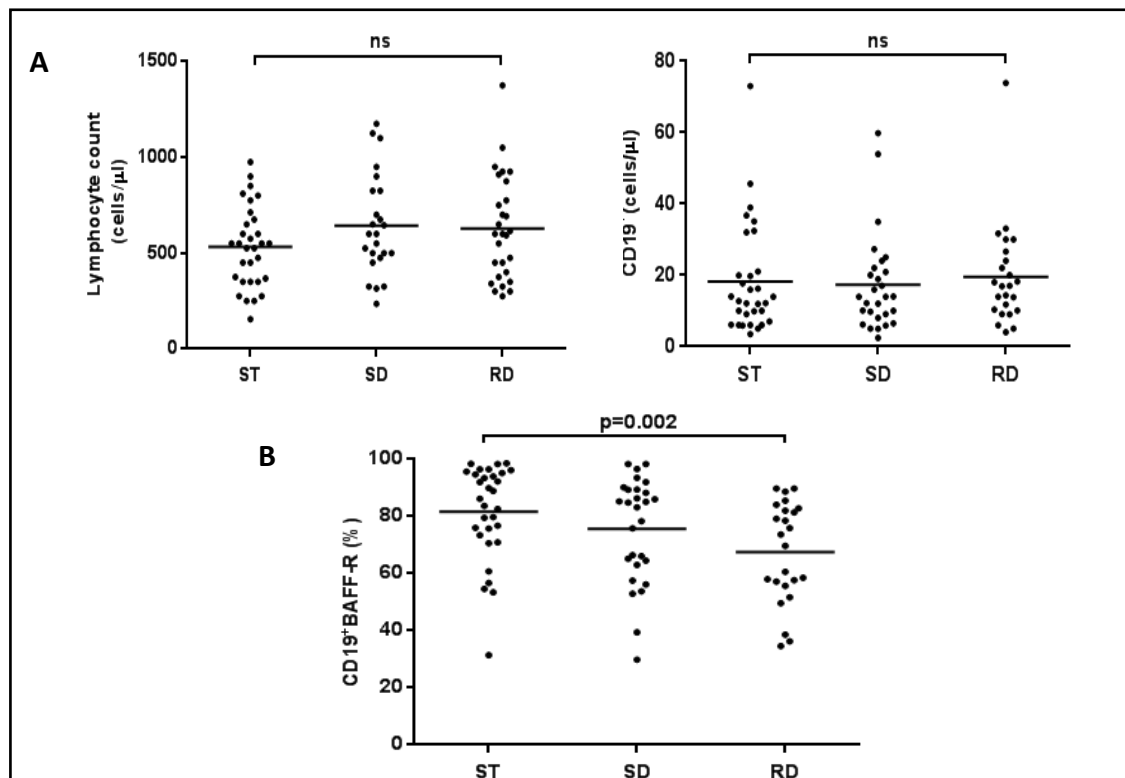 A
ns
1500
1000
500
0
Lymphocyte count
(cells/µl)
ST SD RD
ns
80
60
40
20
0
CD19⁻ (cells/µl)
ST SD RD
B
p=0.002
100
80
60
40
20
0
CD19⁺BAFF-R (%)
ST SD RD